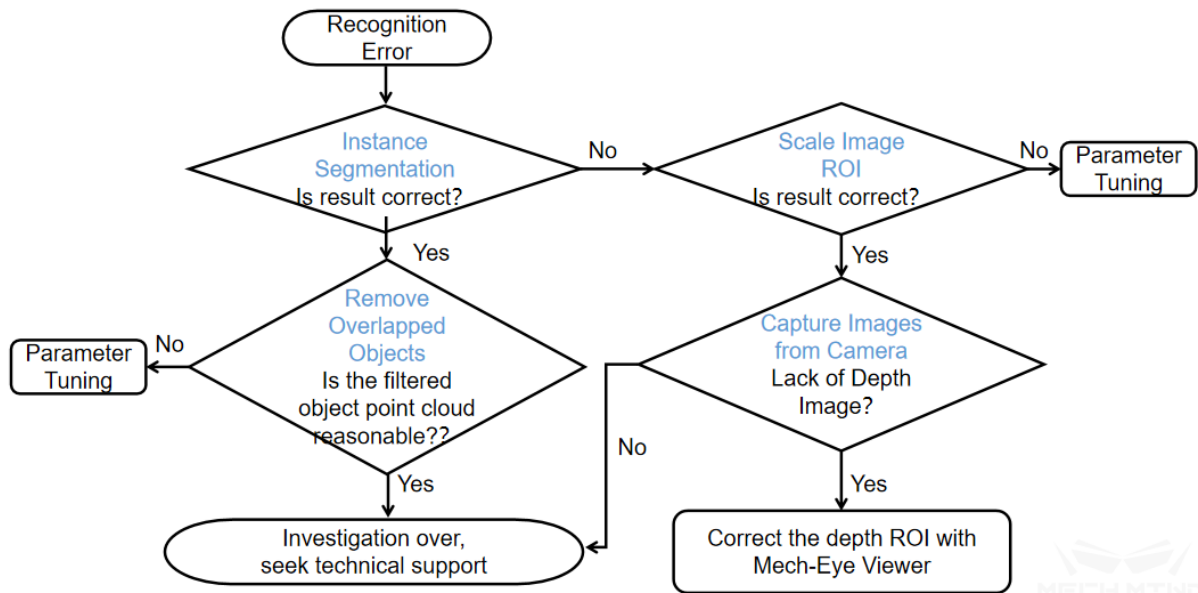 Recognition
Error
Instance
Segmentation
Is result correct?
No
Scale Image
ROI
Is result correct?
No
Parameter
Tuning
Yes
Yes
Remove
Overlapped
Objects
Is the filtered
object point cloud
reasonable??
No
Parameter
Tuning
Capture Images
from Camera
Lack of Depth
Image?
No
Yes
Yes
Investigation over,
seek technical support
Correct the depth ROI with
Mech-Eye Viewer